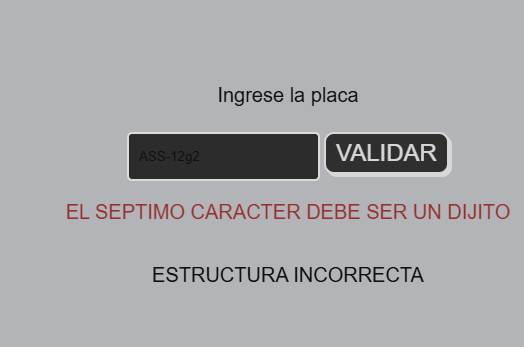 Ingrese la placa
ASS-12g2
VALIDAR
EL SEPTIMO CARACTER DEBE SER UN DIJITO
ESTRUCTURA INCORRECTA